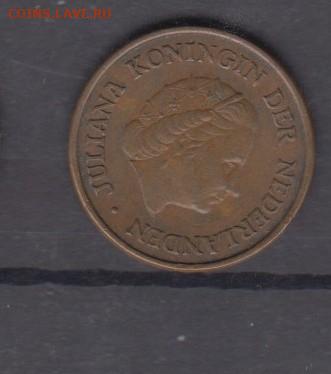 COINS.LAVE.RU
JULIANA KONINGIN DER NEDERLANDEN ·